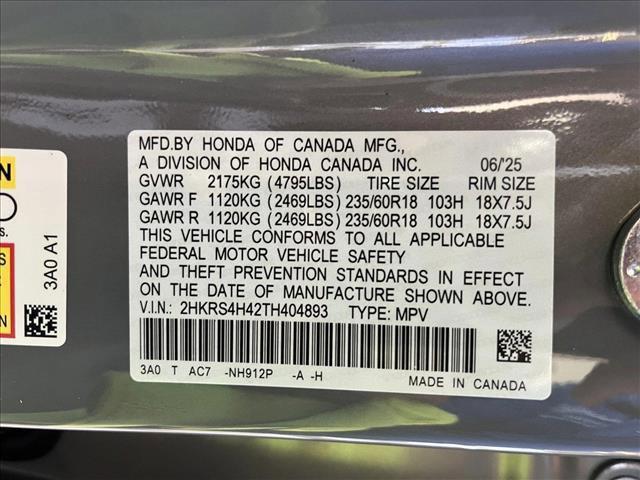 N
s.
S
3A0 A1
MFD.BY HONDA OF CANADA MFG.,
A DIVISION OF HONDA CANADA INC. 06/'25
GVWR 2175KG (4795LBS) TIRE SIZE RIM SIZE
GAWR F 1120KG (2469LBS) 235/60R18 103H 18X7.5J
GAWR R 1120KG (2469LBS) 235/60R18 103H 18X7.5J
THIS VEHICLE CONFORMS TO ALL APPLICABLE
FEDERAL MOTOR VEHICLE SAFETY
AND THEFT PREVENTION STANDARDS IN EFFECT
ON THE DATE OF MANUFACTURE SHOWN ABOVE.
V.I.N.: 2HKRS4H42TH404893 TYPE: MPV
3A0 T AC7 -NH912P -A -H MADE IN CANADA